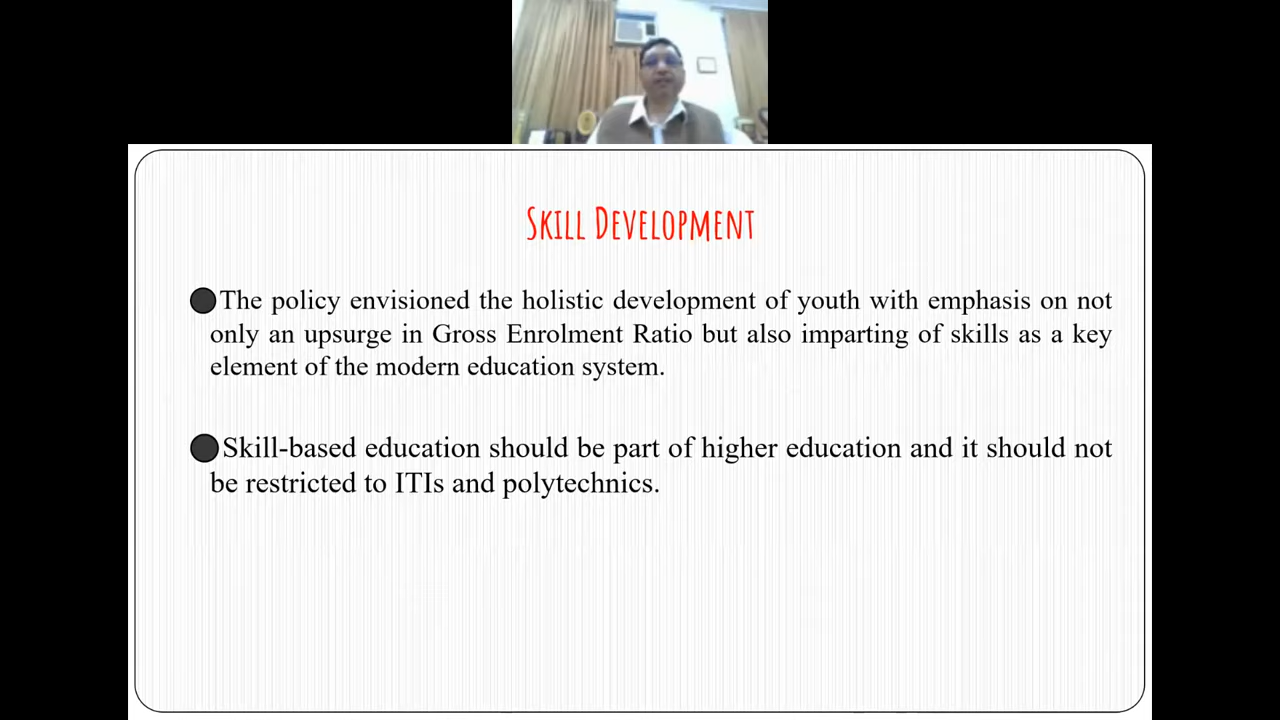 Skill Development
The policy envisioned the holistic development of youth with emphasis on not
only an upsurge in Gross Enrolment Ratio but also imparting of skills as a key
element of the modern education system.
Skill-based education should be part of higher education and it should not
be restricted to ITIs and polytechnics.